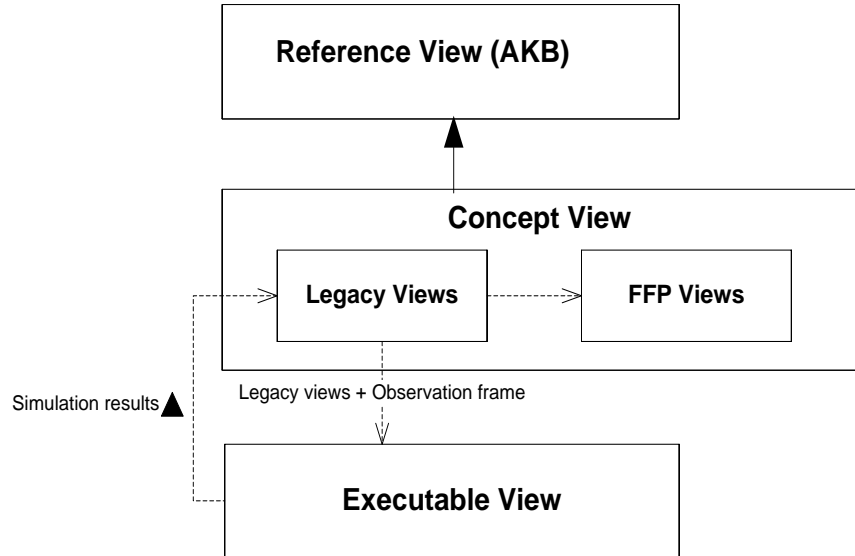 Reference View (AKB)
Concept View
Legacy Views
FFP Views
Legacy views + Observation frame
Simulation results
Executable View